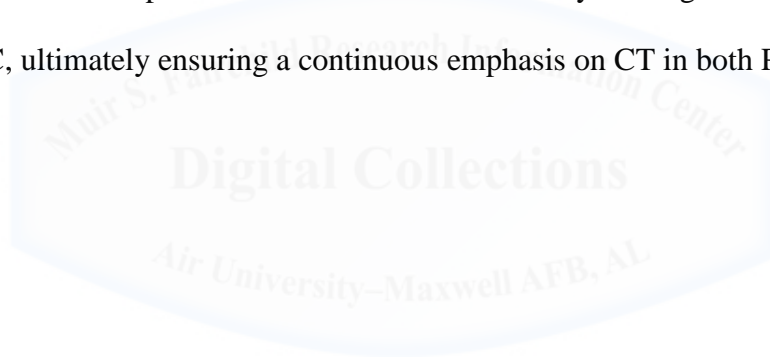 , ultimately ensuring a continuous emphasis on CT in both
Muir S. Fairchild Research Information Center
Digital Collections
Air University–Maxwell AFB, AL